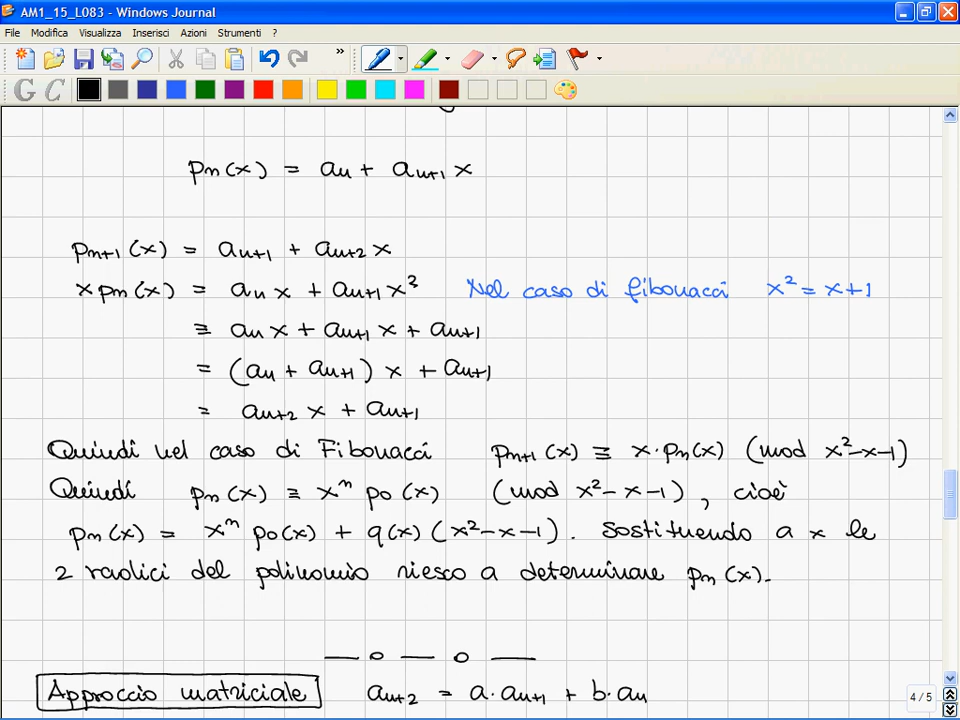 AM1_15_L083 - Windows Journal
File Modifica Visualizza Inserisci Azioni Strumenti ?
pn(x) = an + an+1 x
pn+1(x) = an+1 + an+2 x
x pn(x) = an x + an+1 x² Nel caso di fibonacci x² = x+1
≡ an x + an+1 x + an+1
= (an + an+1) x + an+1
= an+2 x + an+1
Quindi nel caso di Fibonacci pn+1(x) ≡ x·pn(x) (mod x²-x-1)
Quindi pn(x) ≡ xⁿ p0(x) (mod x²-x-1), cioè
pn(x) = xⁿ p0(x) + q(x)(x²-x-1). Sostituendo a x le
2 radici del polinomio riesco a determinare pn(x).
Approccio matriciale an+2 = a·an+1 + b·an
4 / 5